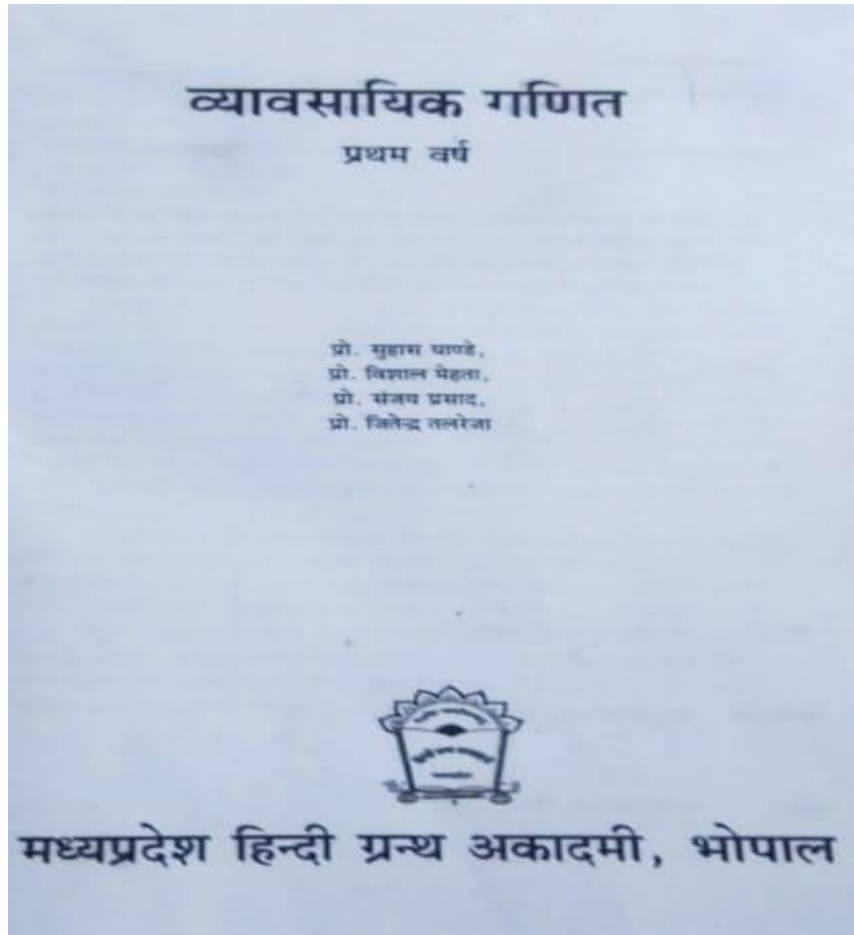 व्यावसायिक गणित
प्रथम वर्ष
प्रो. सुहास पाण्डे,
प्रो. विशाल मेहता,
प्रो. संजय प्रसाद,
प्रो. जितेन्द्र तलरेजा
मध्यप्रदेश हिन्दी ग्रन्थ अकादमी, भोपाल